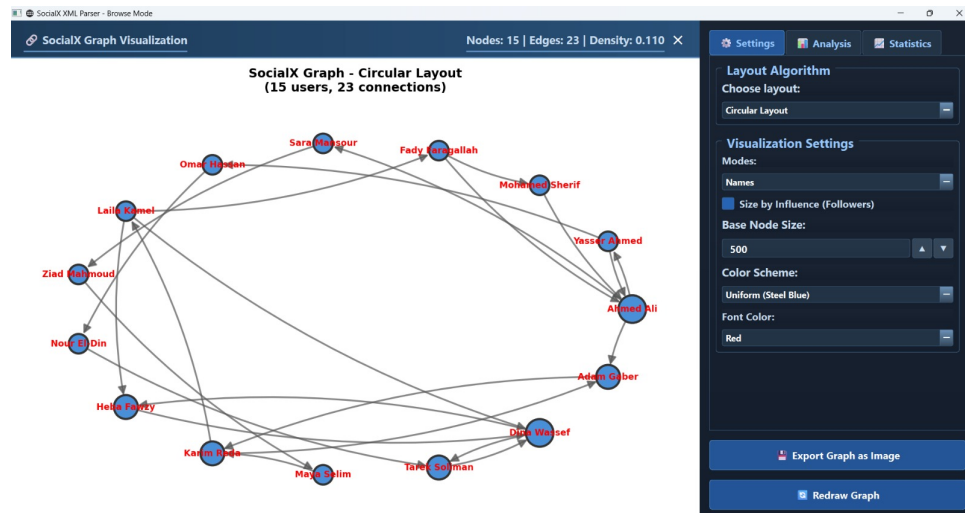 SocialX XML Parser - Browse Mode
SocialX Graph Visualization
Nodes: 15 | Edges: 23 | Density: 0.110 ×
SocialX Graph - Circular Layout
(15 users, 23 connections)
Sara Mansour
Fady Faragallah
Omar Hassan
Mohamed Sherif
Laila Kamel
Yasser Ahmed
Ziad Mahmoud
Ahmed Ali
Nour El-Din
Adam Gaber
Heba Fawzy
Dina Wassef
Karim Reda
Tarek Soliman
Maya Selim
Settings
Analysis
Statistics
Layout Algorithm
Choose layout:
Circular Layout
Visualization Settings
Modes:
Names
Size by Influence (Followers)
Base Node Size:
500
Color Scheme:
Uniform (Steel Blue)
Font Color:
Red
Export Graph as Image
Redraw Graph